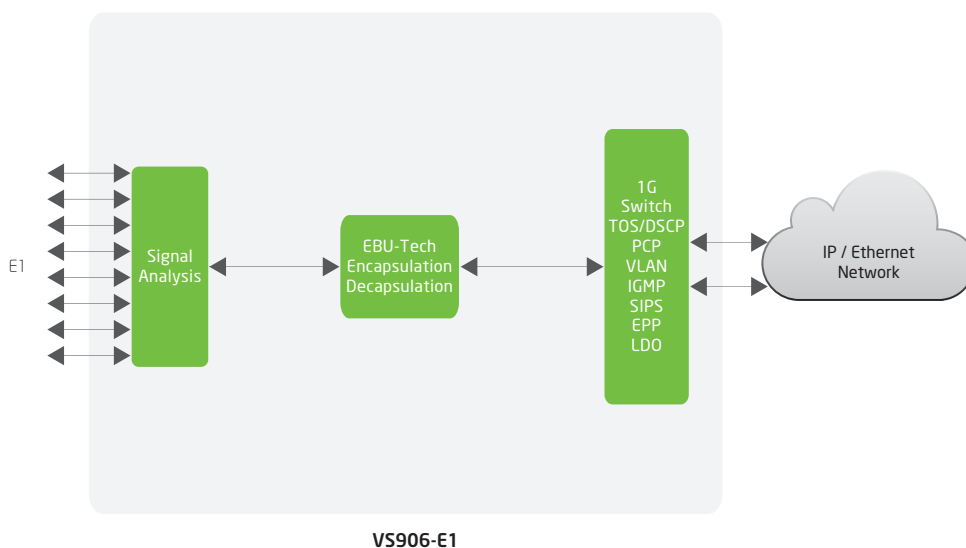 E1
Signal
Analysis
EBU-Tech
Encapsulation
Decapsulation
1G
Switch
TOS/DSCP
PCP
VLAN
IGMP
SIPS
EPP
LDO
IP / Ethernet
Network
VS906-E1